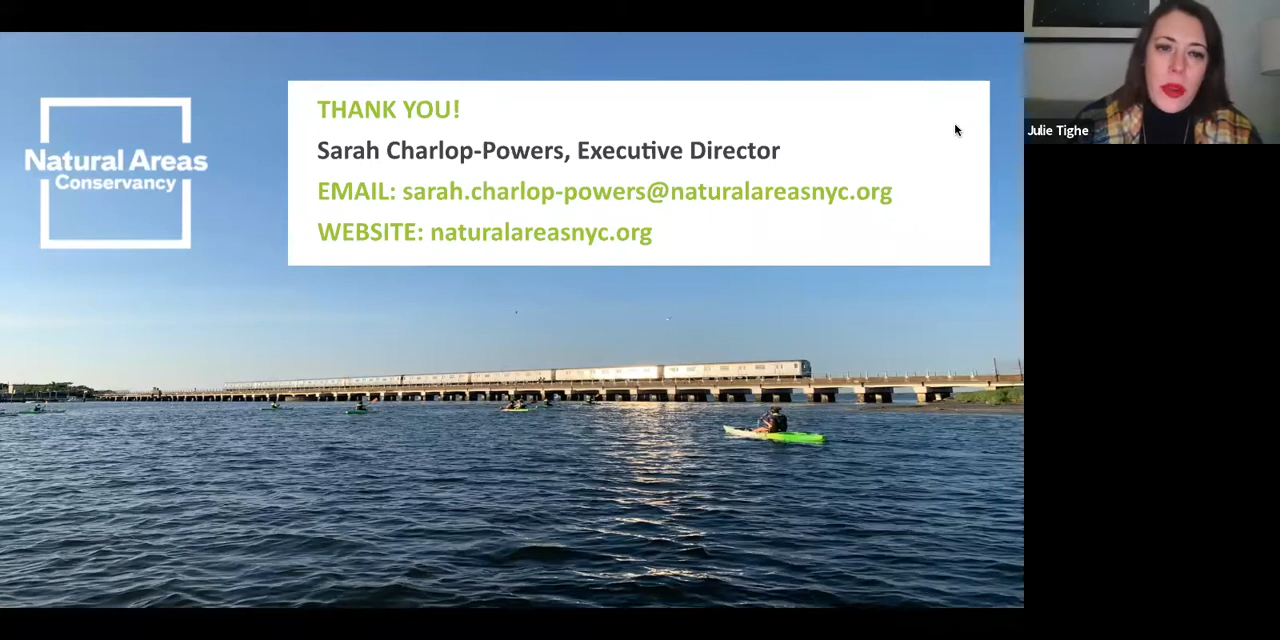 Natural Areas
Conservancy
THANK YOU!
Sarah Charlop-Powers, Executive Director
EMAIL: sarah.charlop-powers@naturalareasnyc.org
WEBSITE: naturalareasnyc.org
Julie Tighe